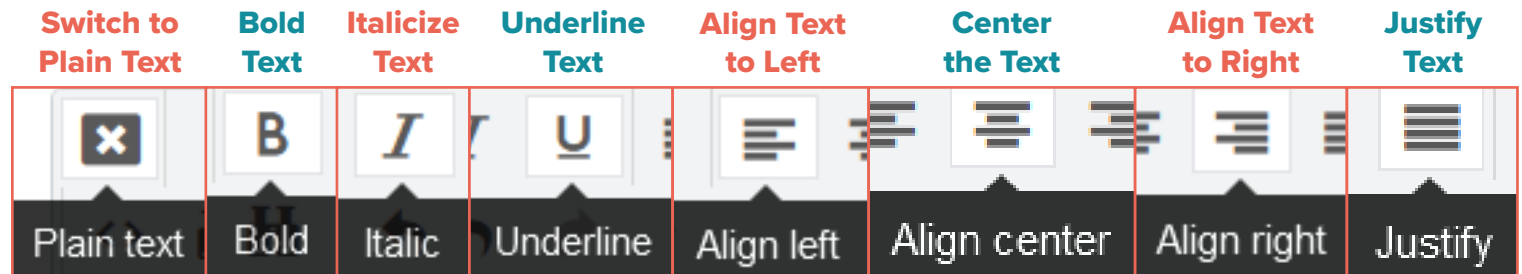 Switch to
Plain Text
Bold
Text
Italicize
Text
Underline
Text
Align Text
to Left
Center
the Text
Align Text
to Right
Justify
Text
B
I
U
Plain text
Bold
Italic
Underline
Align left
Align center
Align right
Justify